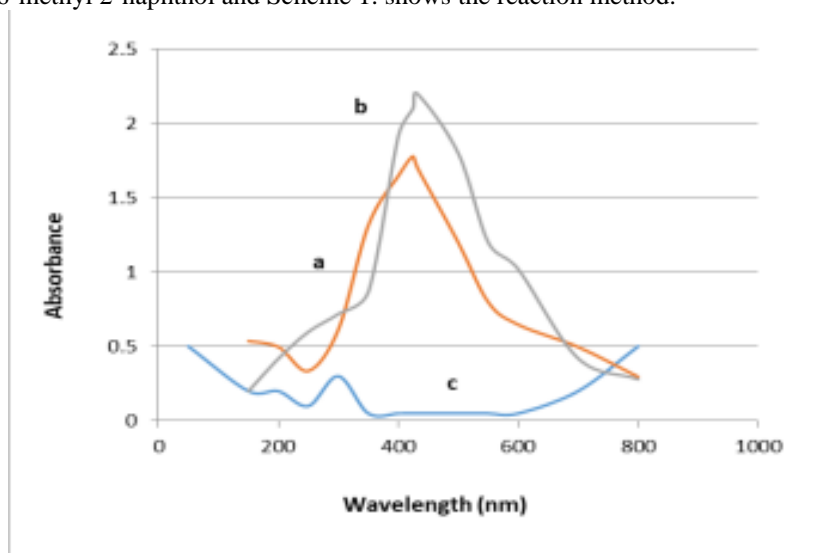 methyl 2-naphthol and Scheme 1. shows the reaction method.
2.5
b
2
1.5
a
1
Absorbance
0.5
c
0
0 200 400 600 800 1000
Wavelength (nm)